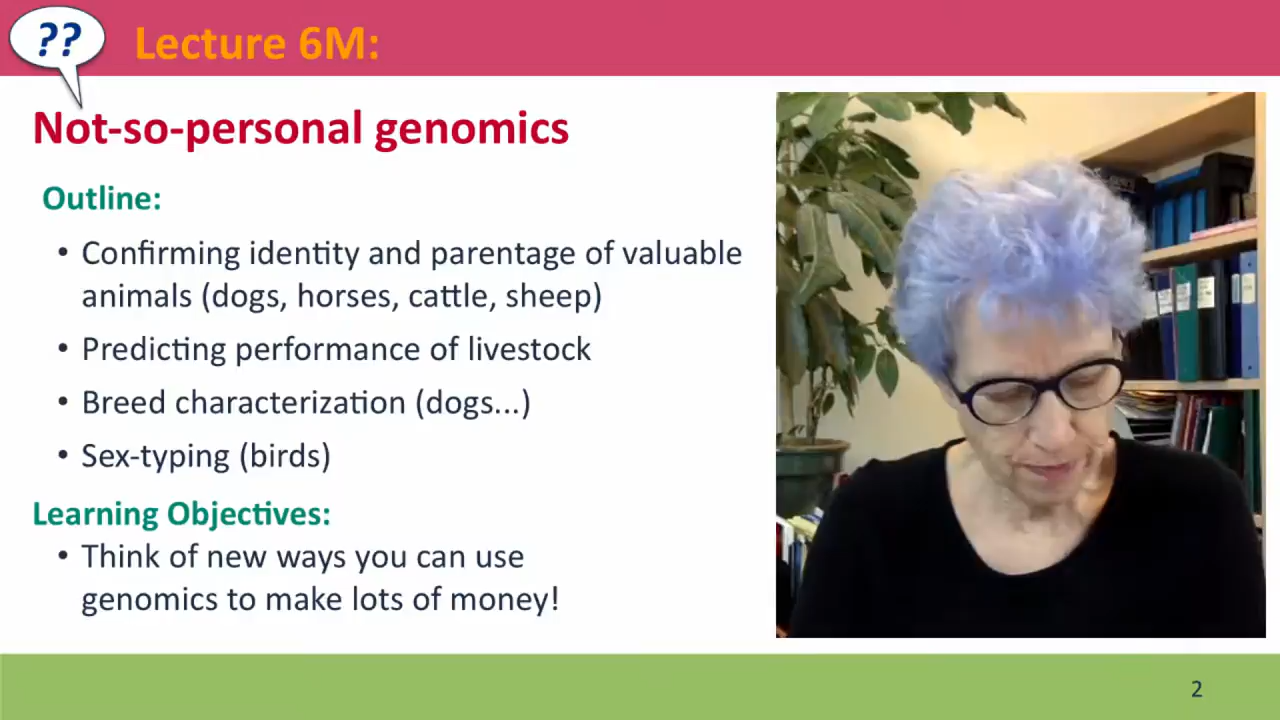 ??
Lecture 6M:
Not-so-personal genomics
Outline:
• Confirming identity and parentage of valuable
animals (dogs, horses, cattle, sheep)
• Predicting performance of livestock
• Breed characterization (dogs...)
• Sex-typing (birds)
Learning Objectives:
• Think of new ways you can use
genomics to make lots of money!
2